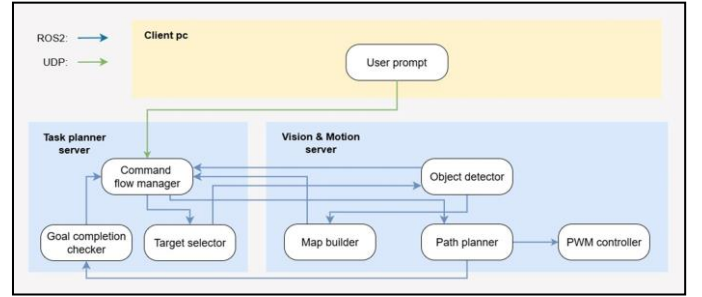 ROS2:
UDP:
Client pc
User prompt
Task planner
server
Command
flow manager
Goal completion
checker
Target selector
Vision & Motion
server
Object detector
Map builder
Path planner
PWM controller